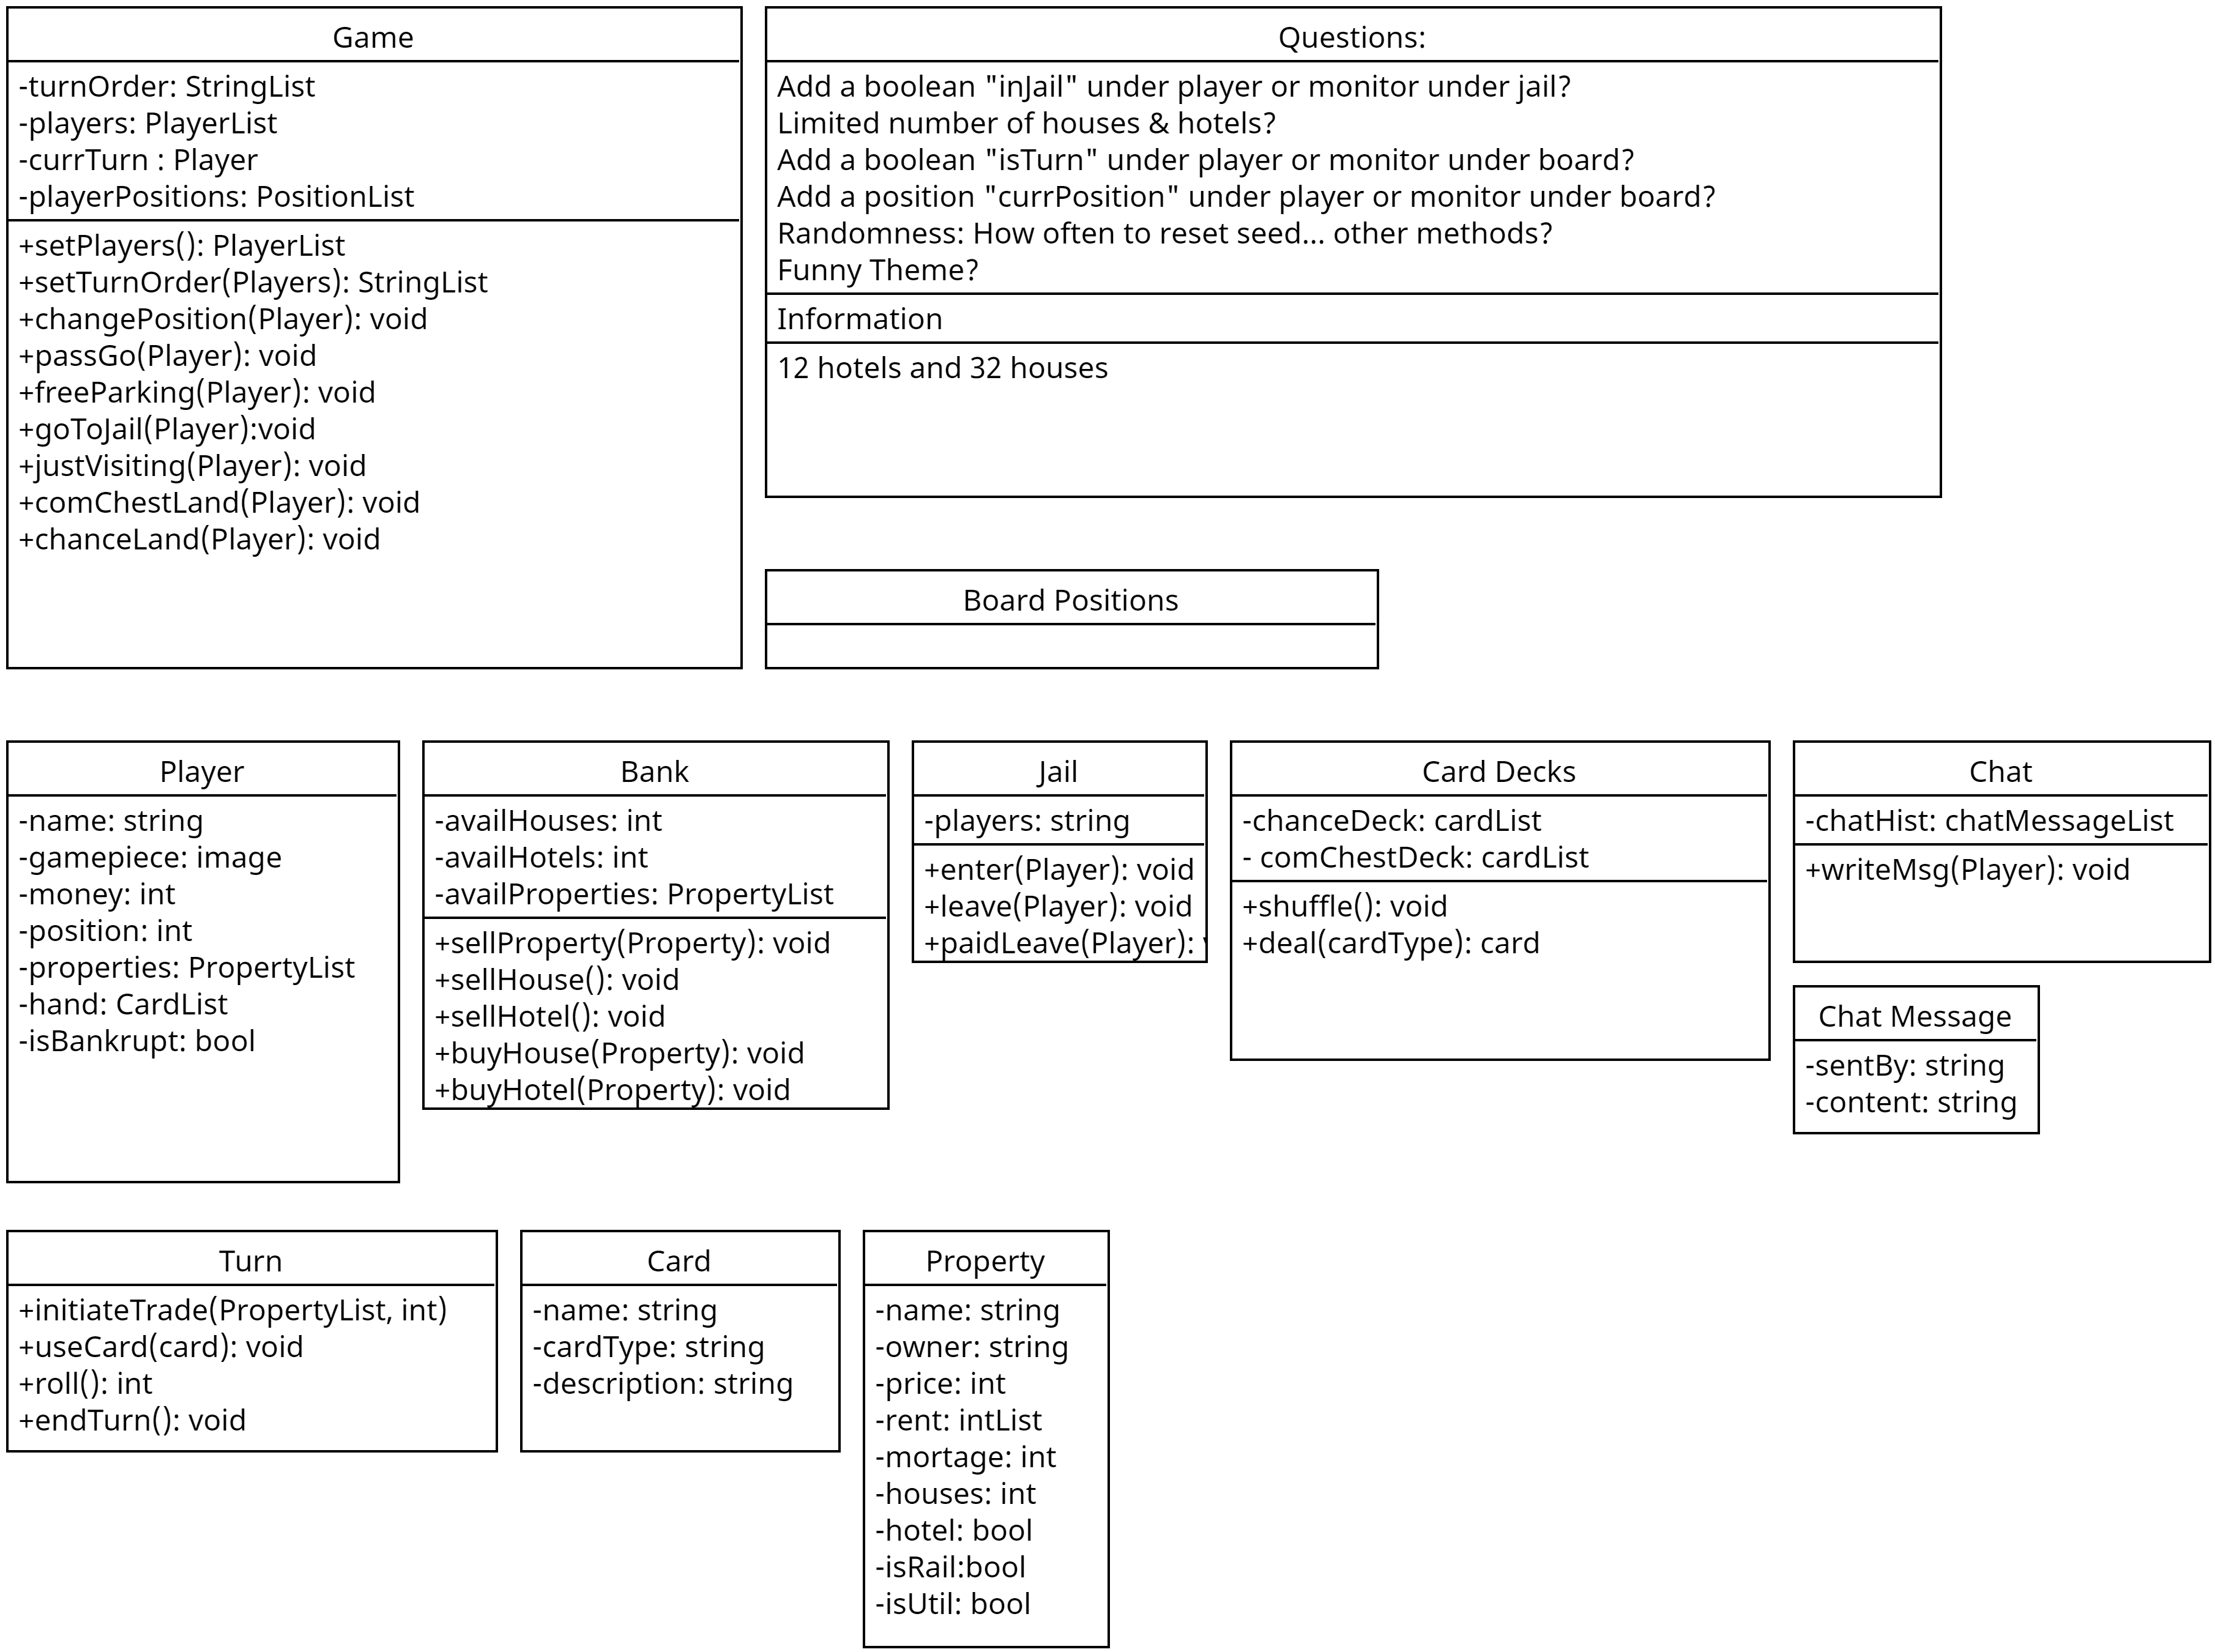 Game
-turnOrder: StringList
-players: PlayerList
-currTurn : Player
-playerPositions: PositionList
+setPlayers(): PlayerList
+setTurnOrder(Players): StringList
+changePosition(Player): void
+passGo(Player): void
+freeParking(Player): void
+goToJail(Player):void
+justVisiting(Player): void
+comChestLand(Player): void
+chanceLand(Player): void
Questions:
Add a boolean "inJail" under player or monitor under jail?
Limited number of houses & hotels?
Add a boolean "isTurn" under player or monitor under board?
Add a position "currPosition" under player or monitor under board?
Randomness: How often to reset seed... other methods?
Funny Theme?
Information
12 hotels and 32 houses
Board Positions
Player
-name: string
-gamepiece: image
-money: int
-position: int
-properties: PropertyList
-hand: CardList
-isBankrupt: bool
Bank
-availHouses: int
-availHotels: int
-availProperties: PropertyList
+sellProperty(Property): void
+sellHouse(): void
+sellHotel(): void
+buyHouse(Property): void
+buyHotel(Property): void
Jail
-players: string
+enter(Player): void
+leave(Player): void
+paidLeave(Player):
Card Decks
-chanceDeck: cardList
- comChestDeck: cardList
+shuffle(): void
+deal(cardType): card
Chat
-chatHist: chatMessageList
+writeMsg(Player): void
Chat Message
-sentBy: string
-content: string
Turn
+initiateTrade(PropertyList, int)
+useCard(card): void
+roll(): int
+endTurn(): void
Card
-name: string
-cardType: string
-description: string
Property
-name: string
-owner: string
-price: int
-rent: intList
-mortage: int
-houses: int
-hotel: bool
-isRail:bool
-isUtil: bool